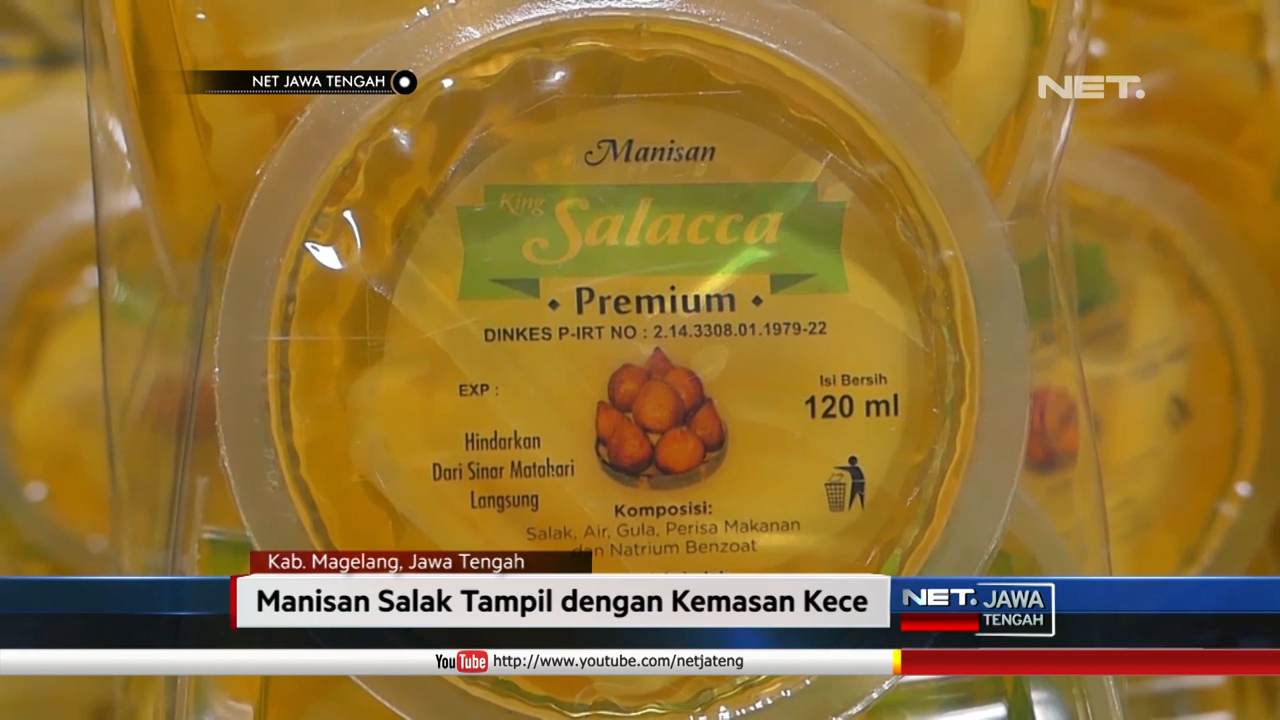 NET JAWA TENGAH
NET.
Manisan
King
Salacca
Premium
DINKES P-IRT NO : 2.14.3308.01.1979-22
EXP :
Isi Bersih
120 ml
Hindarkan
Dari Sinar Matahari
Langsung
Komposisi:
Salak, Air, Gula, Perisa Makanan
dan Natrium Benzoat
Kab. Magelang, Jawa Tengah
Manisan Salak Tampil dengan Kemasan Kece
NET. JAWA
TENGAH
YouTube http://www.youtube.com/netjateng